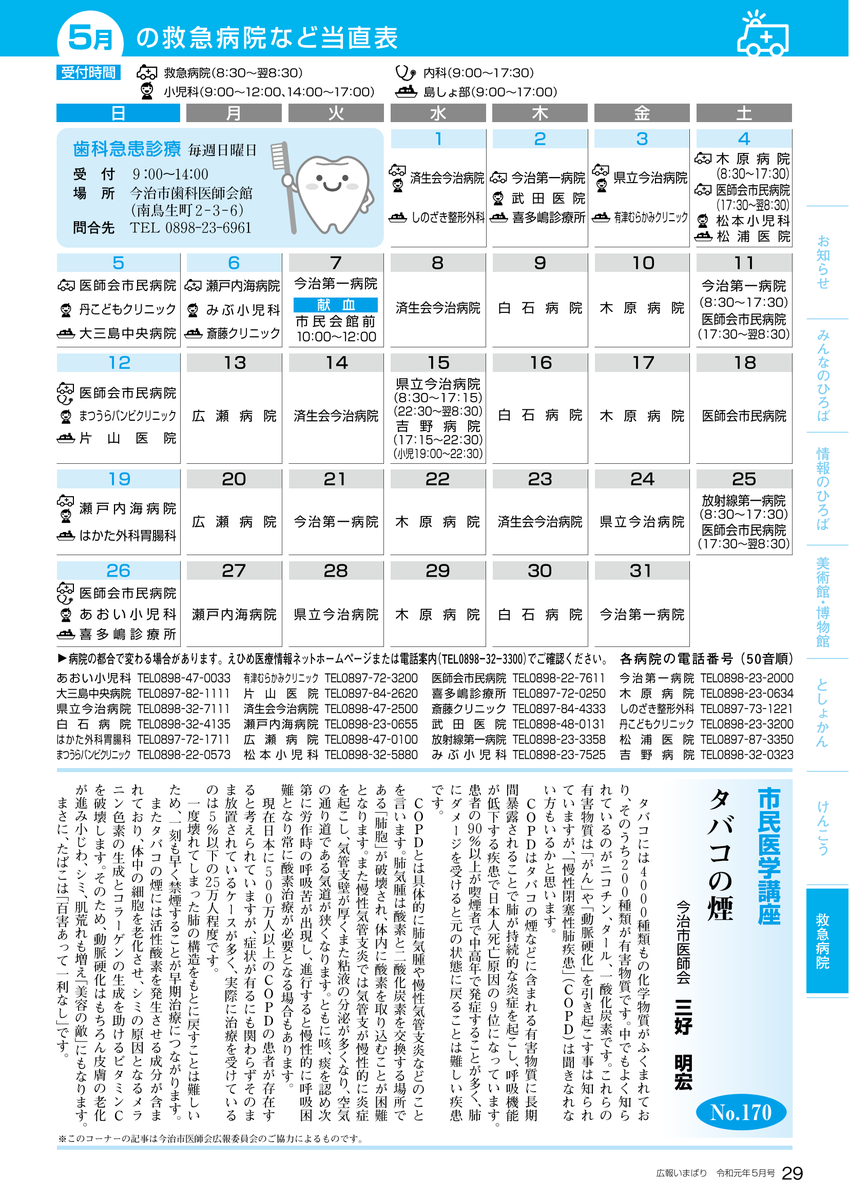 5月の救急病院など当直表
受付時間
救急病院(8:30〜翌8:30)
内科(9:00〜17:30)
小児科(9:00〜12:00、14:00〜17:00)
島しょ部(9:00〜17:00)
日 月 火 水 木 金 土
歯科急患診療 毎週日曜日
受付 9:00〜14:00
場所 今治市歯科医師会館
(南鳥生町2-3-6)
問合先 TEL 0898-23-6961
1
済生会今治病院
しのざき整形外科
2
今治第一病院
武田医院
喜多嶋診療所
3
県立今治病院
有津むらかみクリニック
4
木原病院
(8:30〜17:30)
医師会市民病院
(17:30〜翌8:30)
松本小児科
松浦医院
5
医師会市民病院
丹こどもクリニック
大三島中央病院
6
瀬戸内海病院
みぶ小児科
斎藤クリニック
7
今治第一病院
献血
市民会館前
10:00〜12:00
8
済生会今治病院
9
白石病院
10
木原病院
11
今治第一病院
(8:30〜17:30)
医師会市民病院
(17:30〜翌8:30)
12
医師会市民病院
まつうらバンビクリニック
片山医院
13
広瀬病院
14
済生会今治病院
15
県立今治病院
(8:30〜17:15)
(22:30〜翌8:30)
吉野病院
(17:15〜22:30)
(小児19:00〜22:30)
16
白石病院
17
木原病院
18
医師会市民病院
19
瀬戸内海病院
はかた外科胃腸科
20
広瀬病院
21
今治第一病院
22
木原病院
23
済生会今治病院
24
県立今治病院
25
放射線第一病院
(8:30〜17:30)
医師会市民病院
(17:30〜翌8:30)
26
医師会市民病院
あおい小児科
喜多嶋診療所
27
瀬戸内海病院
28
県立今治病院
29
木原病院
30
白石病院
31
今治第一病院
▶病院の都合で変わる場合があります。えひめ医療情報ネットホームページまたは電話案内(TEL0898-32-3300)でご確認ください。 各病院の電話番号(50音順)
あおい小児科 TEL0898-47-0033 有津むらかみクリニック TEL0897-72-3200 医師会市民病院 TEL0898-22-7611 今治第一病院 TEL0898-23-2000
大三島中央病院 TEL0897-82-1111 片山医院 TEL0897-84-2620 喜多嶋診療所 TEL0897-72-0250 木原病院 TEL0898-23-0634
県立今治病院 TEL0898-32-7111 済生会今治病院 TEL0898-47-2500 斎藤クリニック TEL0897-84-4333 しのざき整形外科 TEL0897-73-1221
白石病院 TEL0898-32-4135 瀬戸内海病院 TEL0898-23-0655 武田医院 TEL0898-48-0131 丹こどもクリニック TEL0898-23-3200
はかた外科胃腸科 TEL0897-72-1711 広瀬病院 TEL0898-47-0100 放射線第一病院 TEL0898-23-3358 松浦医院 TEL0897-87-3350
まつうらバンビクリニック TEL0898-22-0573 松本小児科 TEL0898-32-5880 みぶ小児科 TEL0898-23-7525 吉野病院 TEL0898-32-0323
市民医学講座
タバコの煙
今治市医師会 三好 明宏
No.170
タバコには4000種類もの化学物質がふくまれてお
り、そのうち200種類が有害物質です。中でもよく知ら
れているのがニコチン、タール、一酸化炭素です。これらの
有害物質は「がん」や「動脈硬化」を引き起こす事は知られ
ていますが、「慢性閉塞性肺疾患」(COPD)は聞きなれな
い方もいるかと思います。
COPDはタバコの煙などに含まれる有害物質に長期
間暴露されることで肺が持続的な炎症を起こし、呼吸機能
が低下する疾患で日本人死亡原因の9位になっています。
患者の90%以上が喫煙者で中高年で発症することが多く、肺
にダメージを受けると元の状態に戻ることは難しい疾患
です。
COPDとは具体的に肺気腫や慢性気管支炎などのこと
を言います。肺気腫は酸素と二酸化炭素を交換する場所で
ある「肺胞」が破壊され、体内に酸素を取り込むことが困難
となります。また慢性気管支炎では気管支が慢性的に炎症
を起こし、気管支壁が厚くまた粘液の分泌が多くなり、空気
の通り道である気道が狭くなります。ともに咳、痰を認め次
第に労作時の呼吸苦が出現し、進行すると慢性的に呼吸困
難となり常に酸素治療が必要となる場合もあります。
現在日本に500万人以上のCOPDの患者が存在す
ると考えられていますが、症状が有るにも関わらずそのま
ま放置されているケースが多く、実際に治療を受けている
のは5%以下の25万人程度です。
一度壊れてしまった肺の構造をもとに戻すことは難しい
ため、一刻も早く禁煙することが早期治療につながります。
またタバコの煙には活性酸素を発生させる成分が含ま
れており、体中の細胞を老化させ、シミの原因となるメラ
ニン色素の生成とコラーゲンの生成を助けるビタミンC
を破壊します。そのため、動脈硬化はもちろん皮膚の老化
が進み小じわ、シミ、肌荒れも増え「美容の敵」にもなります。
まさに、たばこは「百害あって一利なし」です。
※このコーナーの記事は今治市医師会広報委員会のご協力によるものです。
お知らせ
みんなのひろば
情報のひろば
美術館・博物館
としょかん
けんこう
救急病院
広報いまばり 令和元年5月号 29